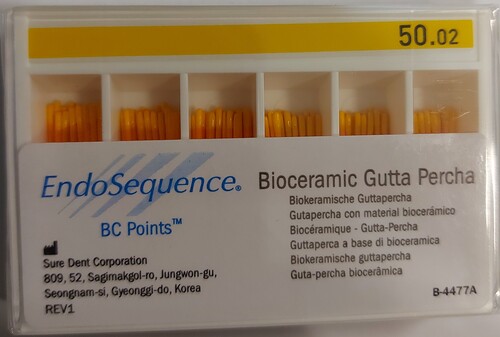 50.02
EndoSequence®
BC Points™
Bioceramic Gutta Percha
Biokeramische Guttapercha
Gutapercha con material biocerámico
Biocéramique - Gutta-Percha
Guttaperca a base di bioceramica
Biokeramische guttapercha
Guta-percha biocerâmica
Sure Dent Corporation
809, 52, Sagimakgol-ro, Jungwon-gu,
Seongnam-si, Gyeonggi-do, Korea
REV1
B-4477A